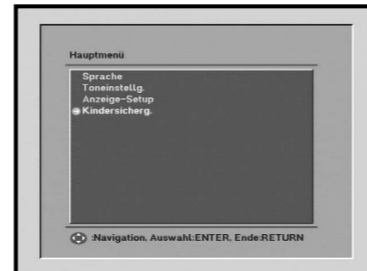 Hauptmenü
Sprache
Toneinstellg.
Anzeige-Setup
Kindersicherg.
:Navigation, Auswahl:ENTER, Ende:RETURN